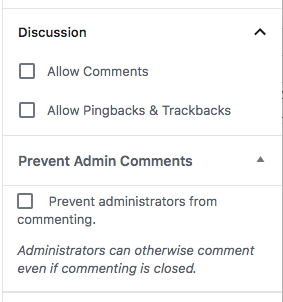 Discussion
Allow Comments
Allow Pingbacks & Trackbacks
Prevent Admin Comments
Prevent administrators from
commenting.
Administrators can otherwise comment
even if commenting is closed.